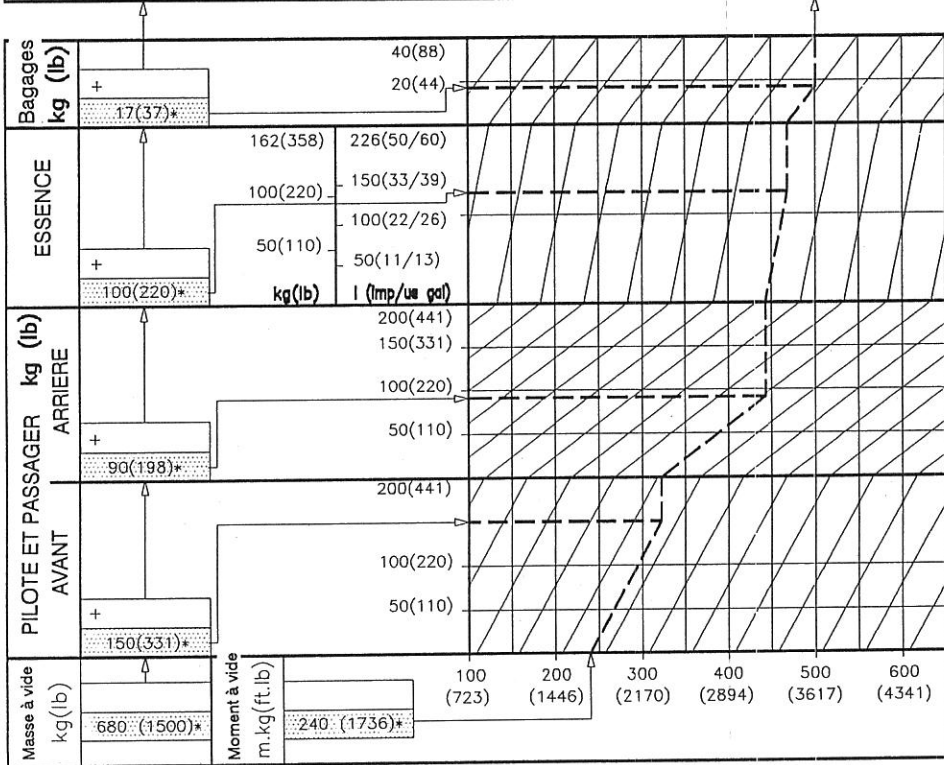 Bagages
kg (lb)
40(88)
20(44)
+
17(37)*
ESSENCE
162(358)
226(50/60)
100(220)
150(33/39)
100(22/26)
50(110)
50(11/13)
+
100(220)*
kg(lb)
l (imp/us gal)
PILOTE ET PASSAGER kg (lb)
ARRIERE
200(441)
150(331)
100(220)
50(110)
+
90(198)*
AVANT
200(441)
100(220)
50(110)
+
150(331)*
Masse à vide
kg(lb)
680 (1500)*
Moment à vide
m.kg(ft.lb)
240 (1736)*
100 200 300 400 500 600
(723) (1446) (2170) (2894) (3617) (4341)